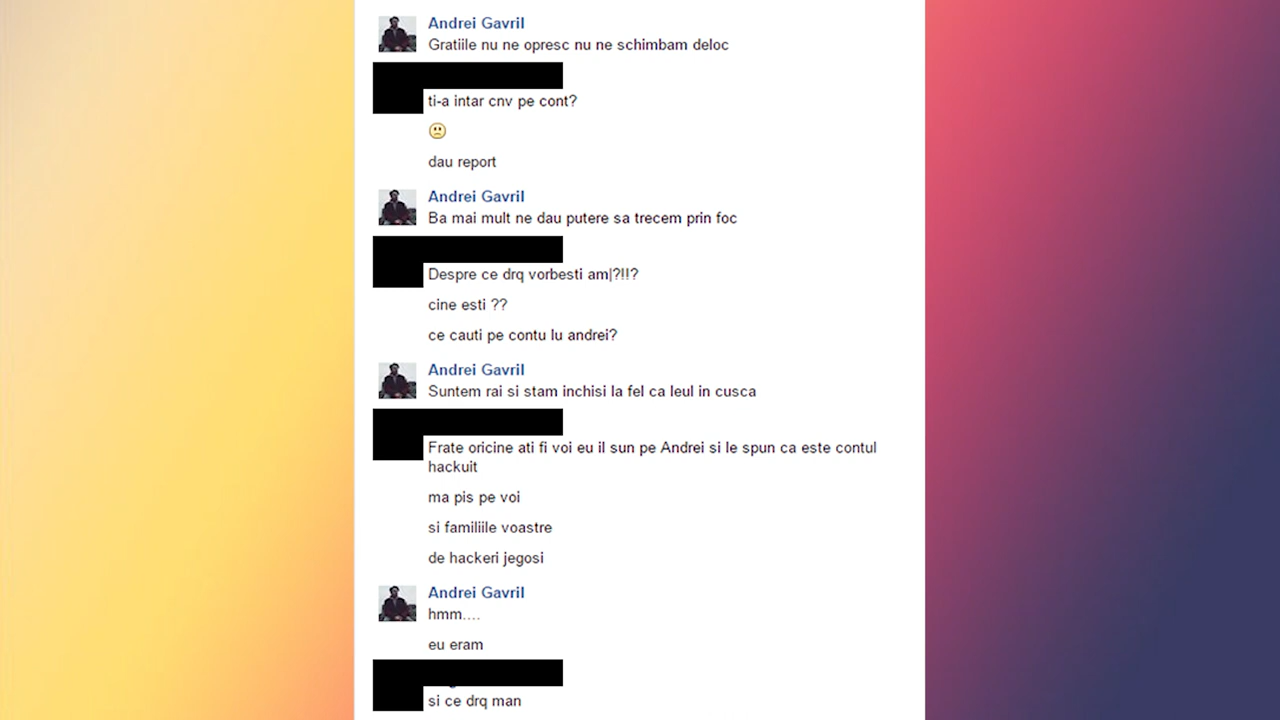 Andrei Gavril
Gratiile nu ne opresc nu ne schimbam deloc
ti-a intar cnv pe cont?
dau report
Andrei Gavril
Ba mai mult ne dau putere sa trecem prin foc
Despre ce drq vorbesti am|?!!?
cine esti ??
ce cauti pe contu lu andrei?
Andrei Gavril
Suntem rai si stam inchisi la fel ca leul in cusca
Frate oricine ati fi voi eu il sun pe Andrei si le spun ca este contul
hackuit
ma pis pe voi
si familiile voastre
de hackeri jegosi
Andrei Gavril
hmm....
eu eram
si ce drq man